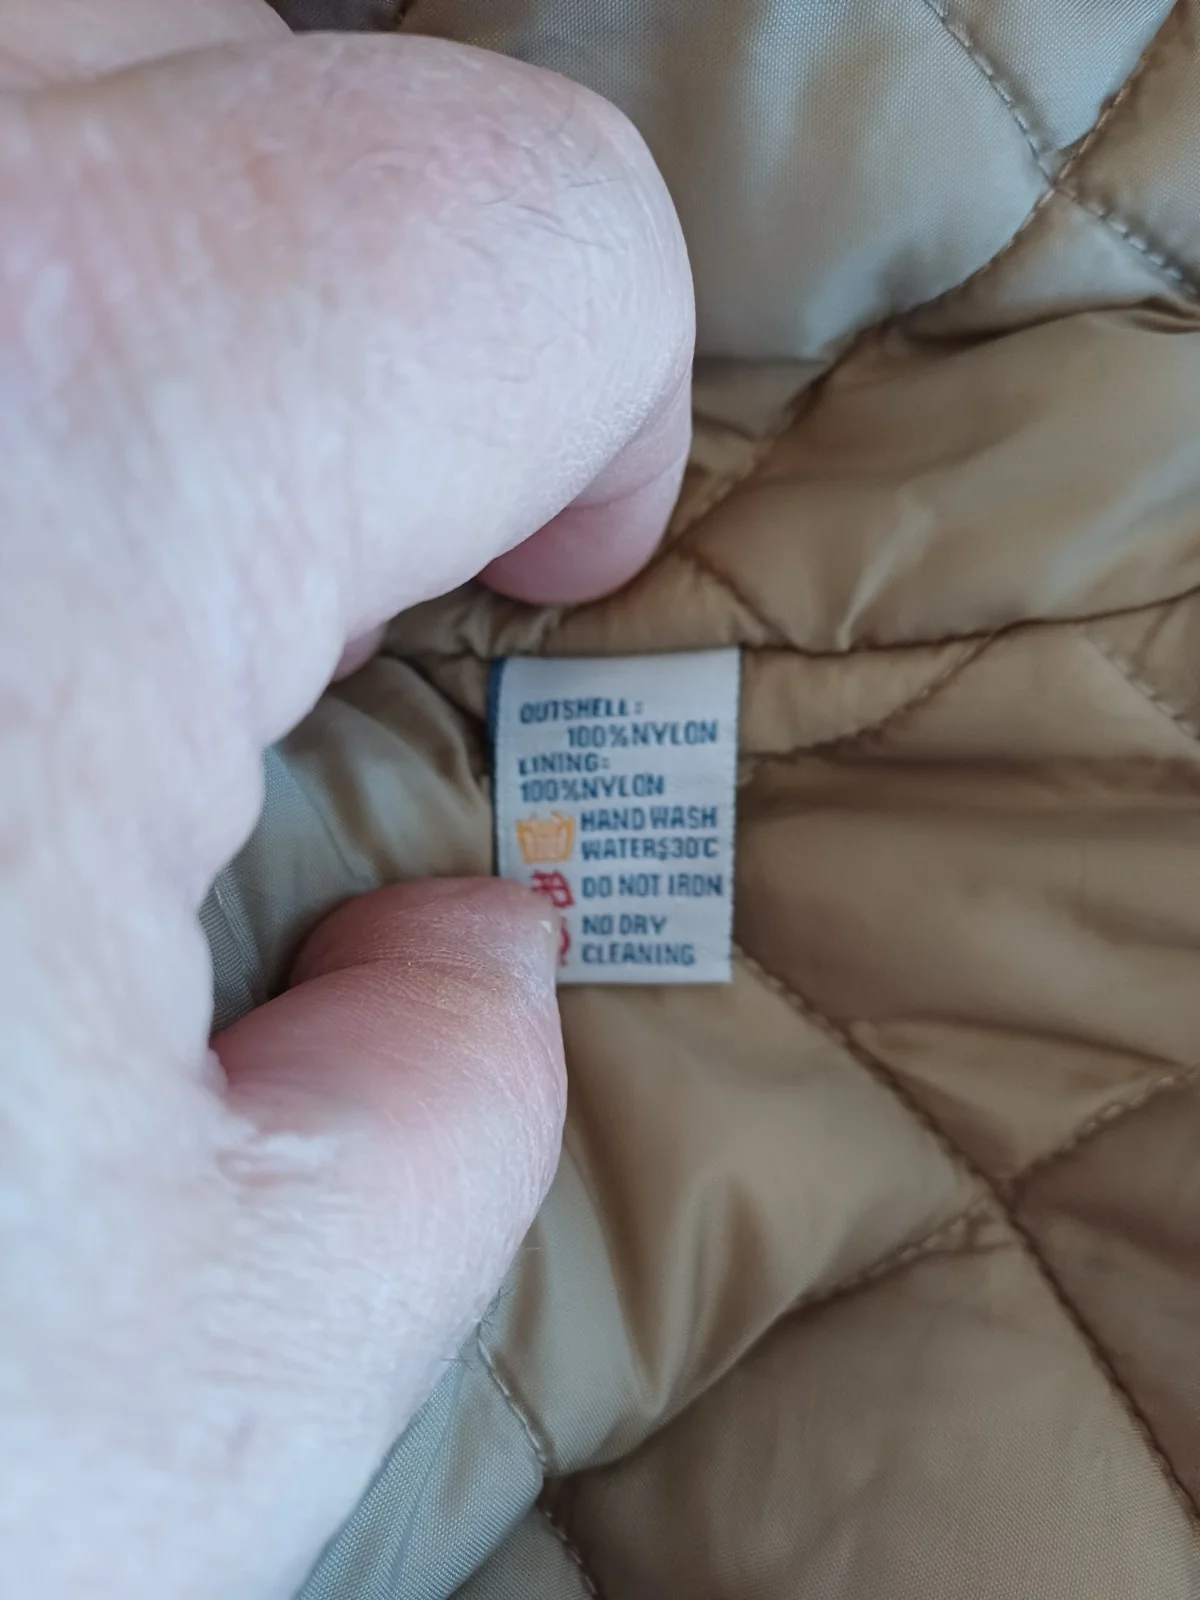 OUTSHELL:
100%NYLON
LINING:
100%NYLON
HAND WASH
WATER≤30℃
DO NOT IRON
NO DRY
CLEANING